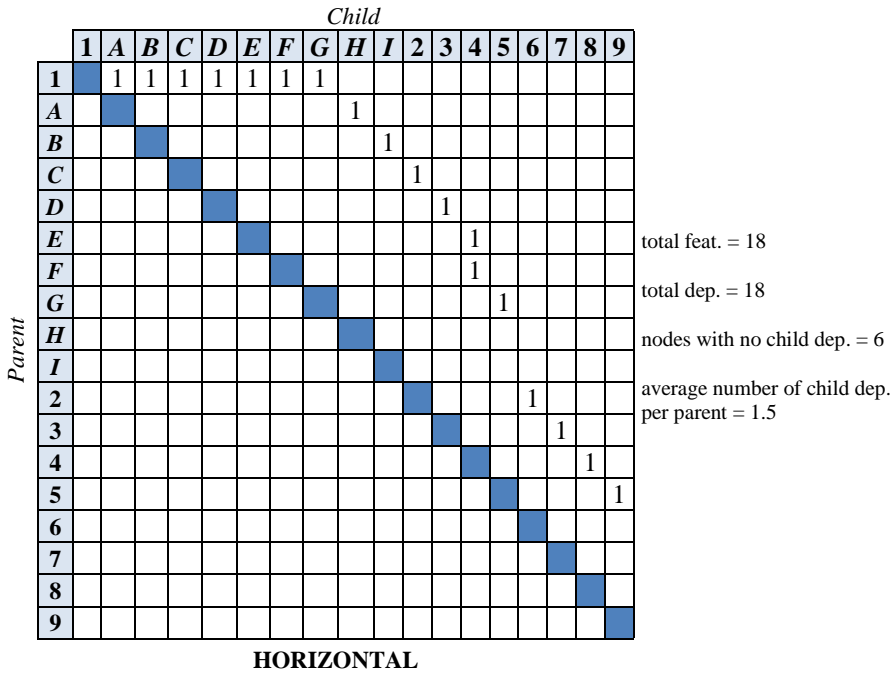 Child
1 A B C D E F G H I 2 3 4 5 6 7 8 9
1 1 1 1 1 1 1 1
A 1
B 1
C 1
D 1
E 1
F 1
G 1
H
I
2 1
3 1
4 1
5 1
6
7
8
9
Parent
total feat. = 18
total dep. = 18
nodes with no child dep. = 6
average number of child dep.
per parent = 1.5
HORIZONTAL